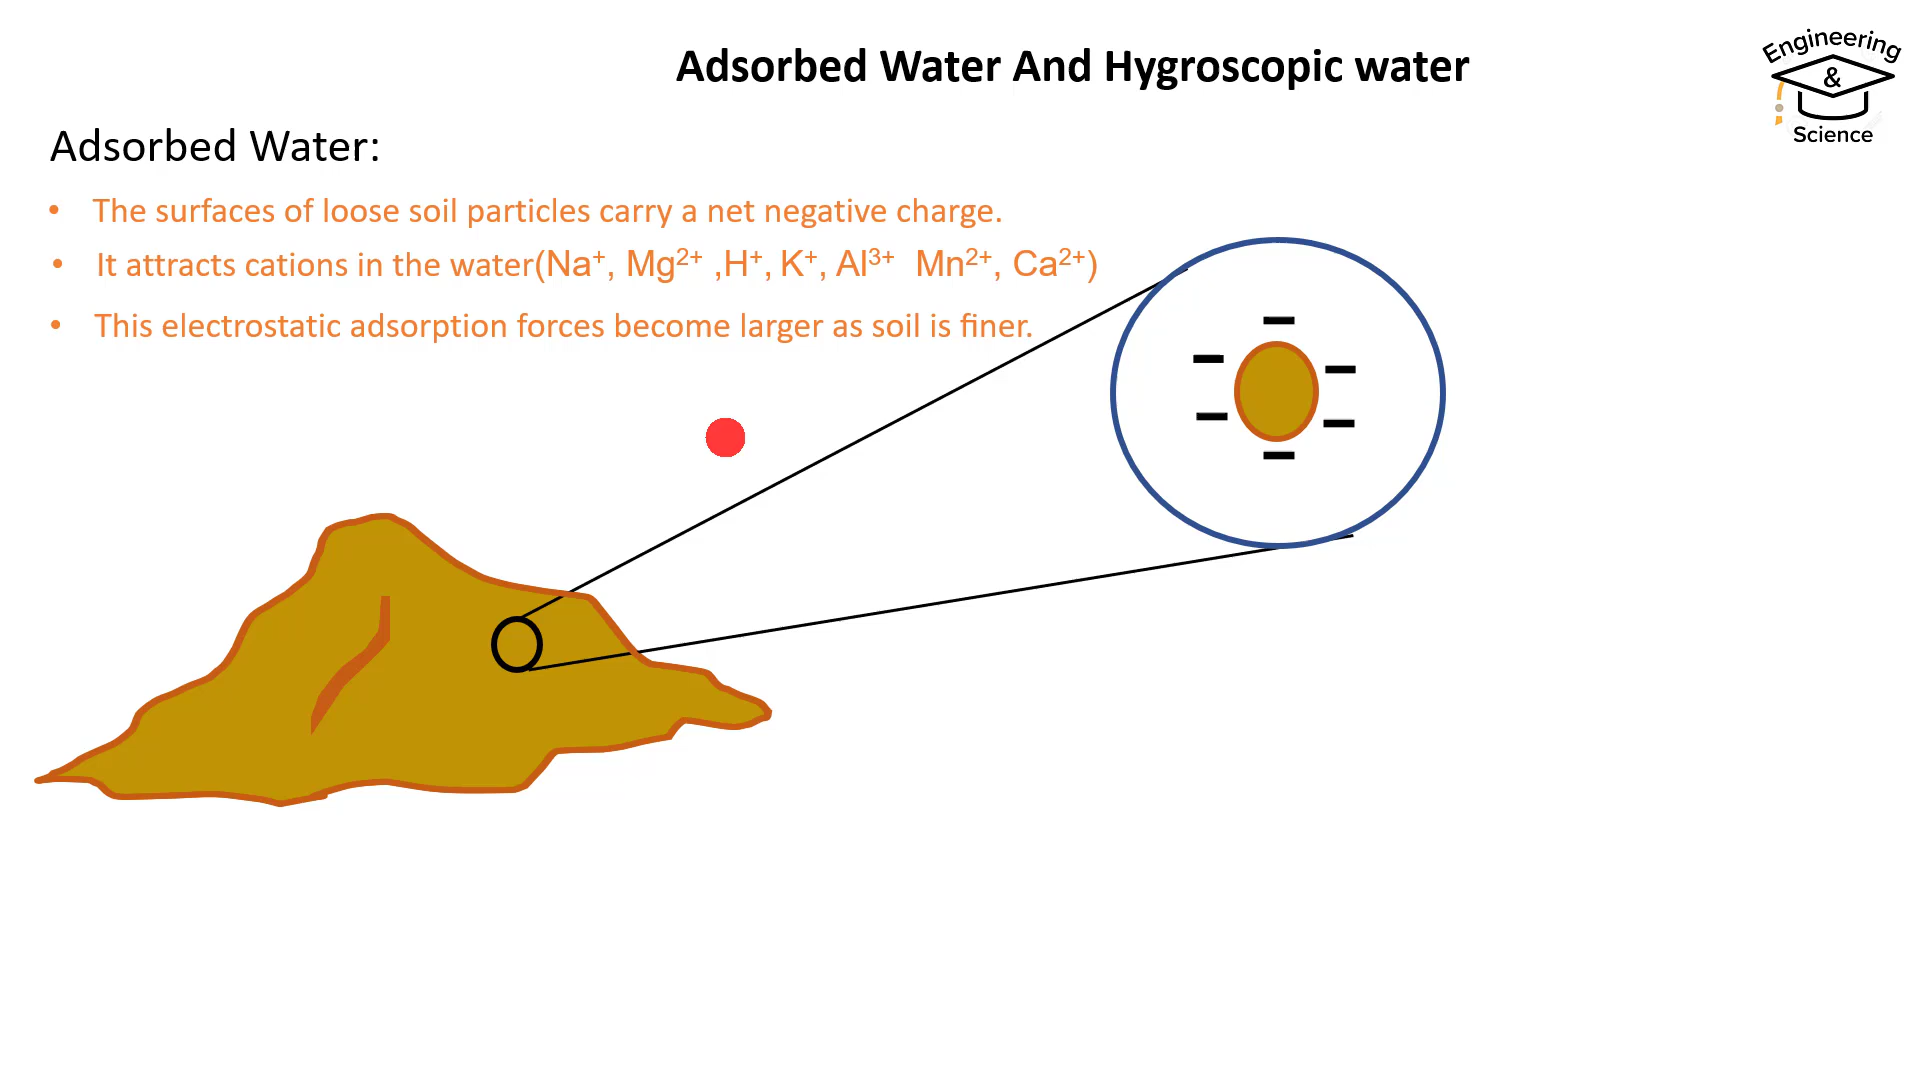 Adsorbed Water And Hygroscopic water
Engineering
&
Science
Adsorbed Water:
• The surfaces of loose soil particles carry a net negative charge.
• It attracts cations in the water(Na⁺, Mg²⁺ ,H⁺, K⁺, Al³⁺ Mn²⁺, Ca²⁺)
• This electrostatic adsorption forces become larger as soil is finer.